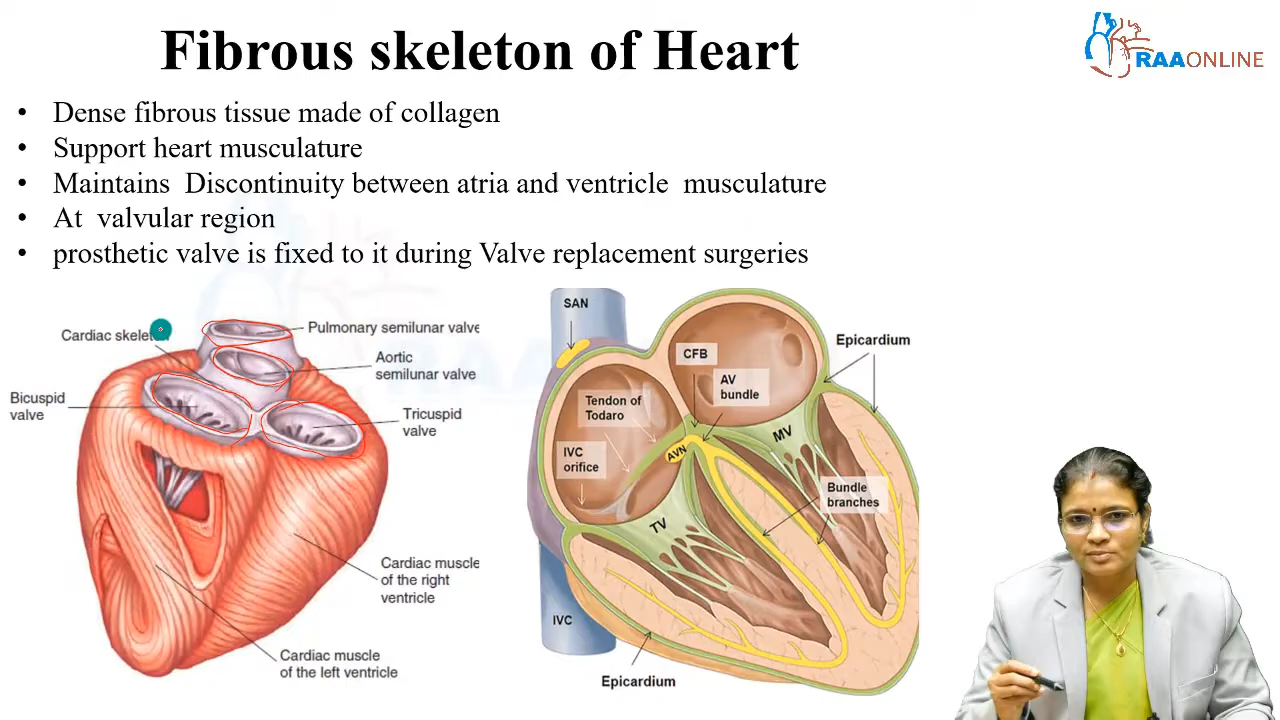 Fibrous skeleton of Heart
RAAONLINE
• Dense fibrous tissue made of collagen
• Support heart musculature
• Maintains Discontinuity between atria and ventricle musculature
• At valvular region
• prosthetic valve is fixed to it during Valve replacement surgeries
Cardiac skeleton
Pulmonary semilunar valve
Aortic
semilunar valve
Bicuspid
valve
Tricuspid
valve
Cardiac muscle
of the right
ventricle
Cardiac muscle
of the left ventricle
SAN
CFB
Epicardium
AV
bundle
Tendon of
Todaro
MV
AVN
IVC
orifice
Bundle
branches
TV
IVC
Epicardium